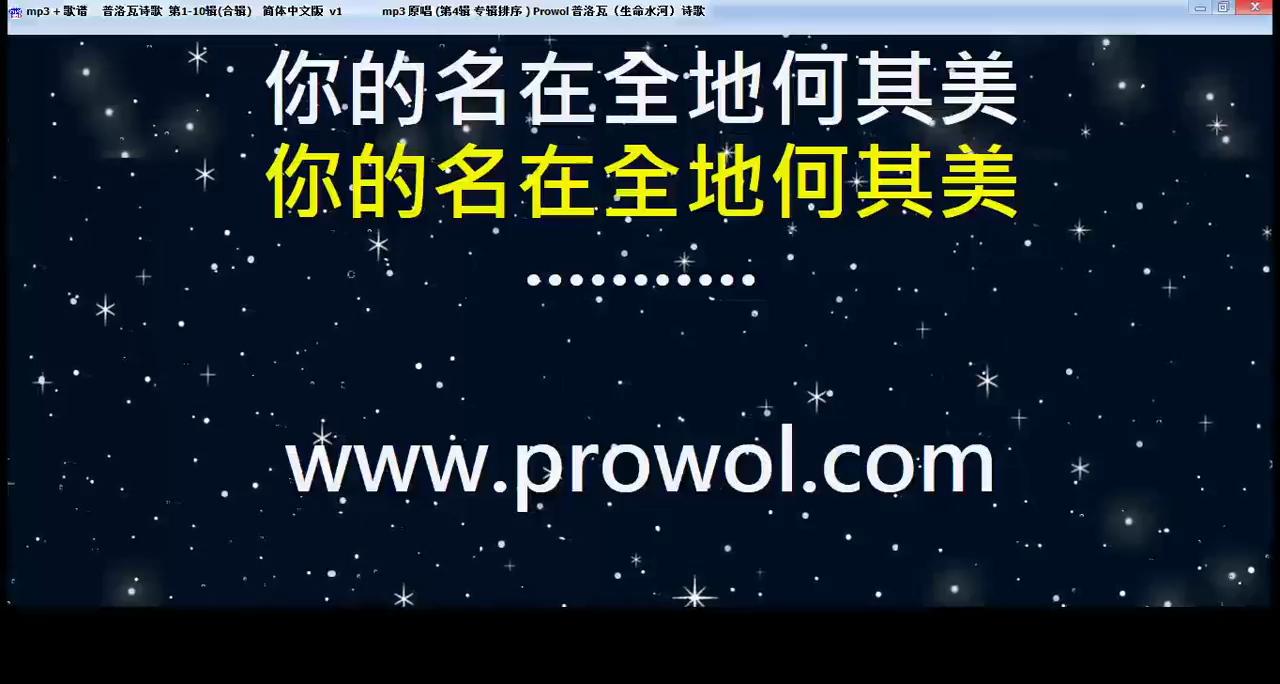 mp3 + 歌谱 普洛瓦诗歌 第1-10辑(合辑) 简体中文版 v1 mp3 原唱 (第4辑 专辑排序 ) Prowol 普洛瓦（生命水河）诗歌
你的名在全地何其美
你的名在全地何其美
●●●●●●●●●●●
www.prowol.com